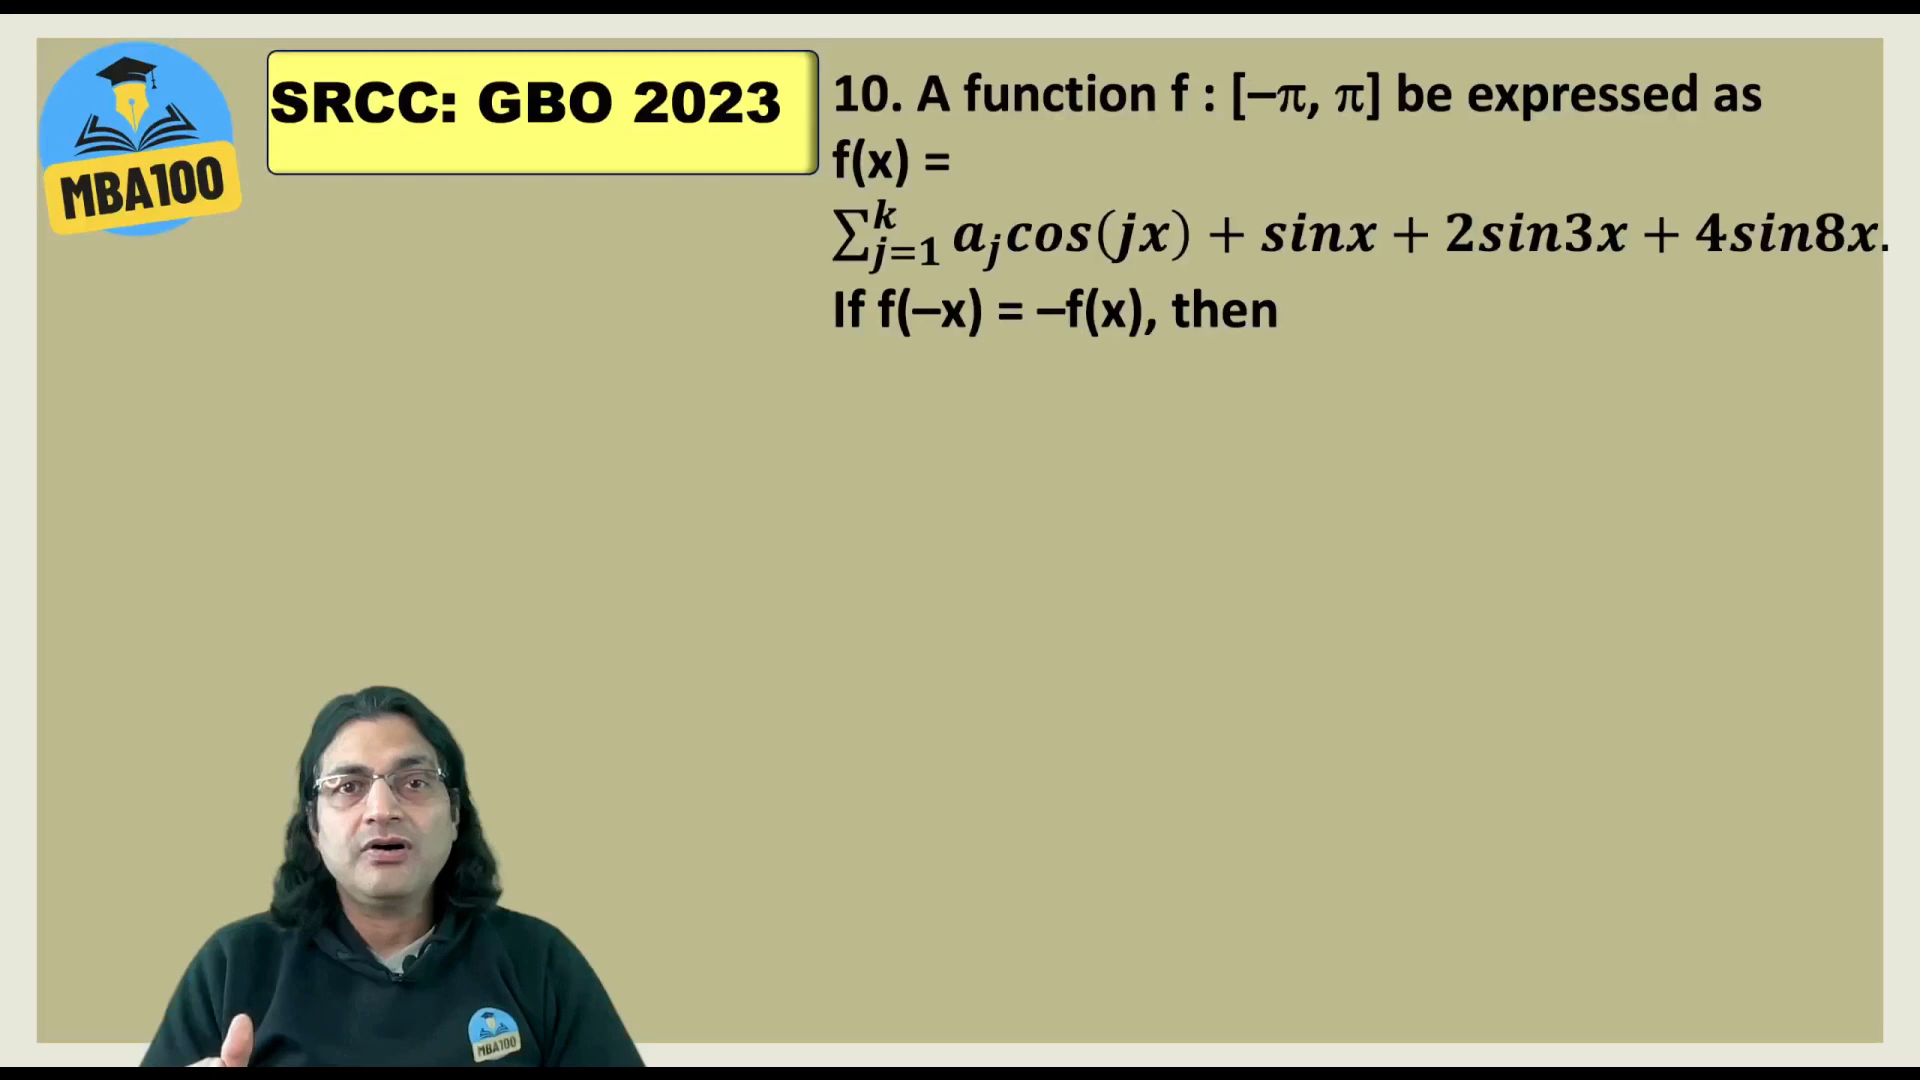 MBA100
SRCC: GBO 2023
10. A function f : [–π, π] be expressed as
f(x) =
∑_{j=1}^{k} a_j cos(jx) + sinx + 2sin3x + 4sin8x.
If f(–x) = –f(x), then
MBA100